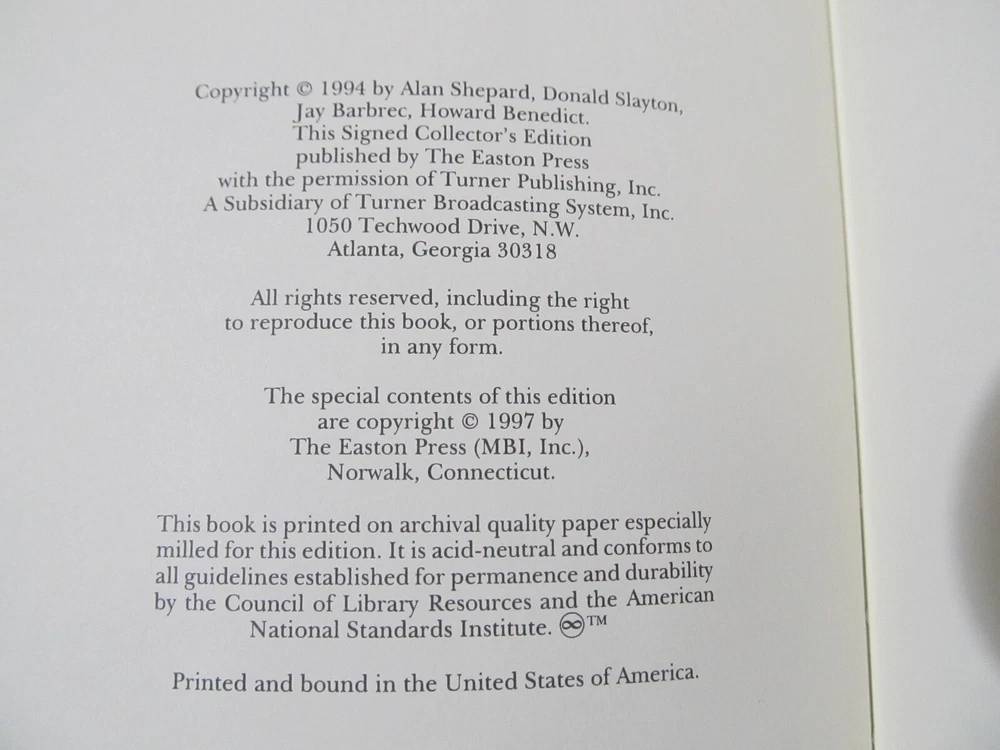 Copyright © 1994 by Alan Shepard, Donald Slayton,
Jay Barbrec, Howard Benedict.
This Signed Collector's Edition
published by The Easton Press
with the permission of Turner Publishing, Inc.
A Subsidiary of Turner Broadcasting System, Inc.
1050 Techwood Drive, N.W.
Atlanta, Georgia 30318
All rights reserved, including the right
to reproduce this book, or portions thereof,
in any form.
The special contents of this edition
are copyright © 1997 by
The Easton Press (MBI, Inc.),
Norwalk, Connecticut.
This book is printed on archival quality paper especially
milled for this edition. It is acid-neutral and conforms to
all guidelines established for permanence and durability
by the Council of Library Resources and the American
National Standards Institute. ♾™
Printed and bound in the United States of America.